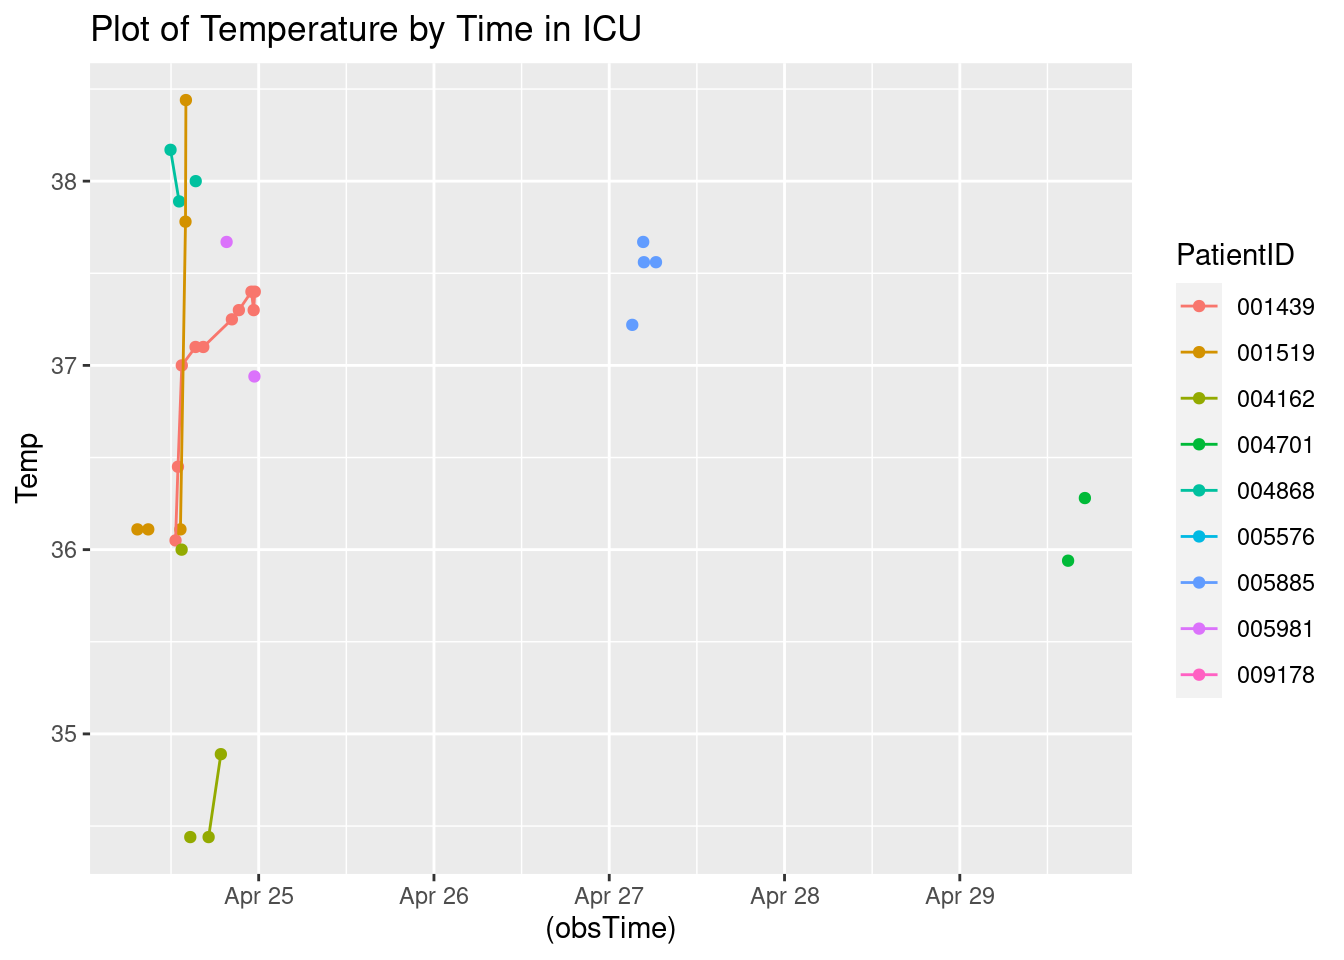 Plot of Temperature by Time in ICU
38
37
36
35
Temp
Apr 25
Apr 26
Apr 27
Apr 28
Apr 29
(obsTime)
PatientID
001439
001519
004162
004701
004868
005576
005885
005981
009178